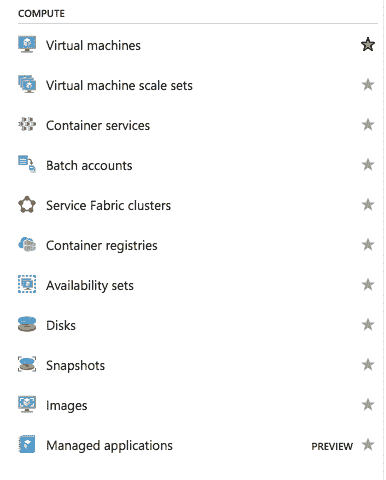 COMPUTE
Virtual machines
Virtual machine scale sets
Container services
Batch accounts
Service Fabric clusters
Container registries
Availability sets
Disks
Snapshots
Images
Managed applications PREVIEW